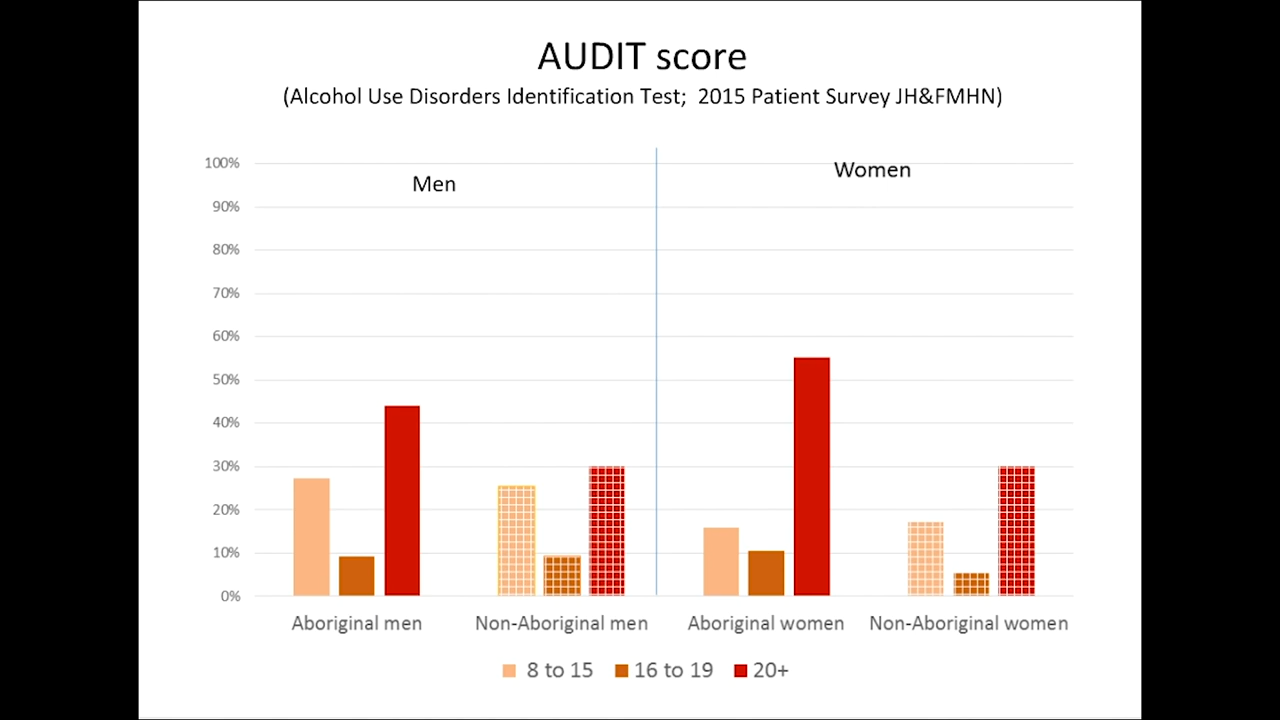 AUDIT score
(Alcohol Use Disorders Identification Test; 2015 Patient Survey JH&FMHN)
100%
Men
Women
90%
80%
70%
60%
50%
40%
30%
20%
10%
0%
Aboriginal men
Non-Aboriginal men
Aboriginal women
Non-Aboriginal women
8 to 15
16 to 19
20+